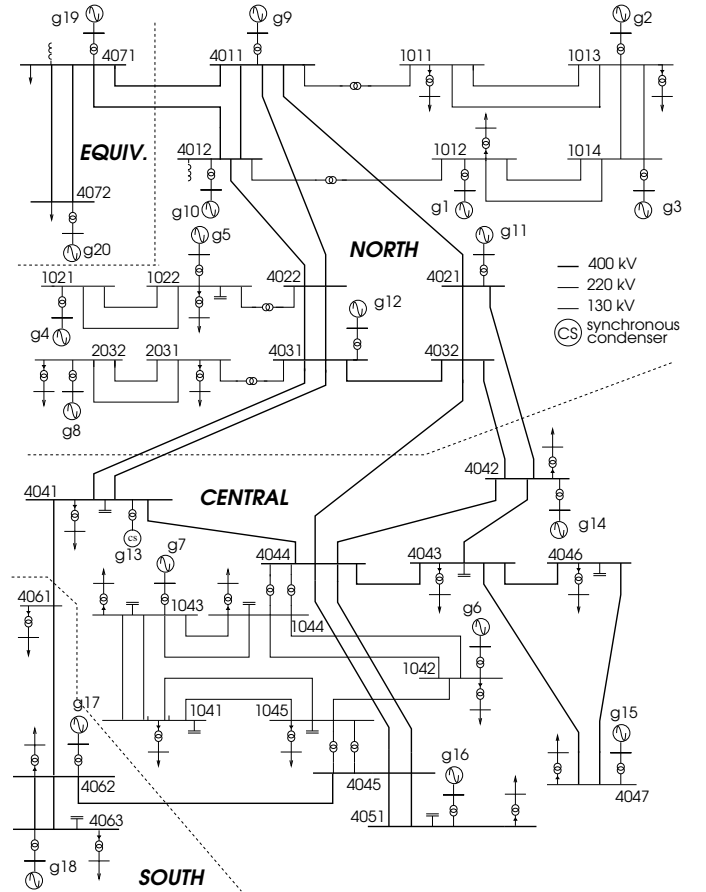 g19
g9
g2
4071
4011
1011
1013
EQUIV.
4012
1012
1014
4072
g10
g1
g3
g20
g5
NORTH
g11
1021
1022
4022
4021
400 kV
220 kV
130 kV
CS synchronous
condenser
g12
g4
2032
2031
4031
4032
g8
4041
CENTRAL
4042
cs
g13
g7
g14
4044
4043
4046
4061
1043
1044
g6
1042
g17
1041
1045
g16
g15
4062
4045
4047
4063
4051
g18
SOUTH